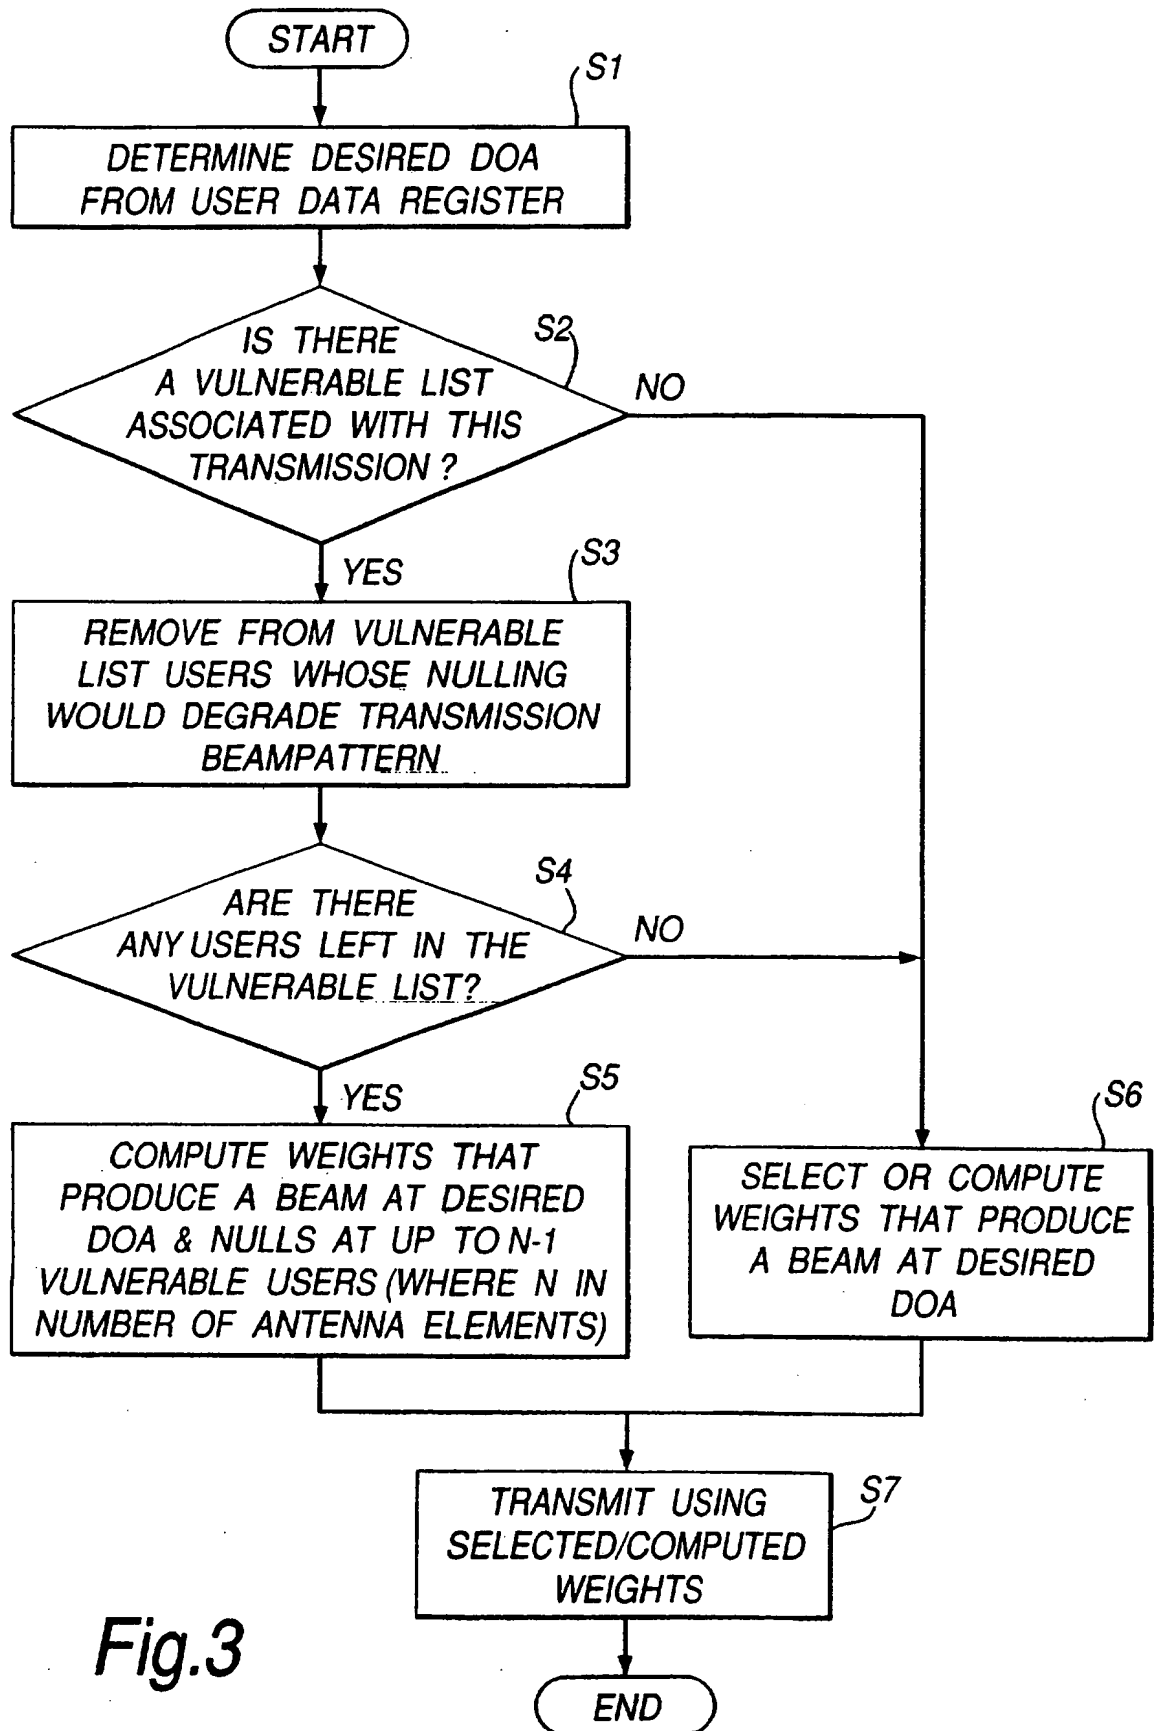 START
S1
DETERMINE DESIRED DOA
FROM USER DATA REGISTER
S2
IS THERE
A VULNERABLE LIST
ASSOCIATED WITH THIS
TRANSMISSION ?
NO
YES
S3
REMOVE FROM VULNERABLE
LIST USERS WHOSE NULLING
WOULD DEGRADE TRANSMISSION
BEAMPATTERN
S4
ARE THERE
ANY USERS LEFT IN THE
VULNERABLE LIST?
NO
YES
S5
COMPUTE WEIGHTS THAT
PRODUCE A BEAM AT DESIRED
DOA & NULLS AT UP TO N-1
VULNERABLE USERS (WHERE N IN
NUMBER OF ANTENNA ELEMENTS)
S6
SELECT OR COMPUTE
WEIGHTS THAT PRODUCE
A BEAM AT DESIRED
DOA
S7
TRANSMIT USING
SELECTED/COMPUTED
WEIGHTS
END
Fig.3